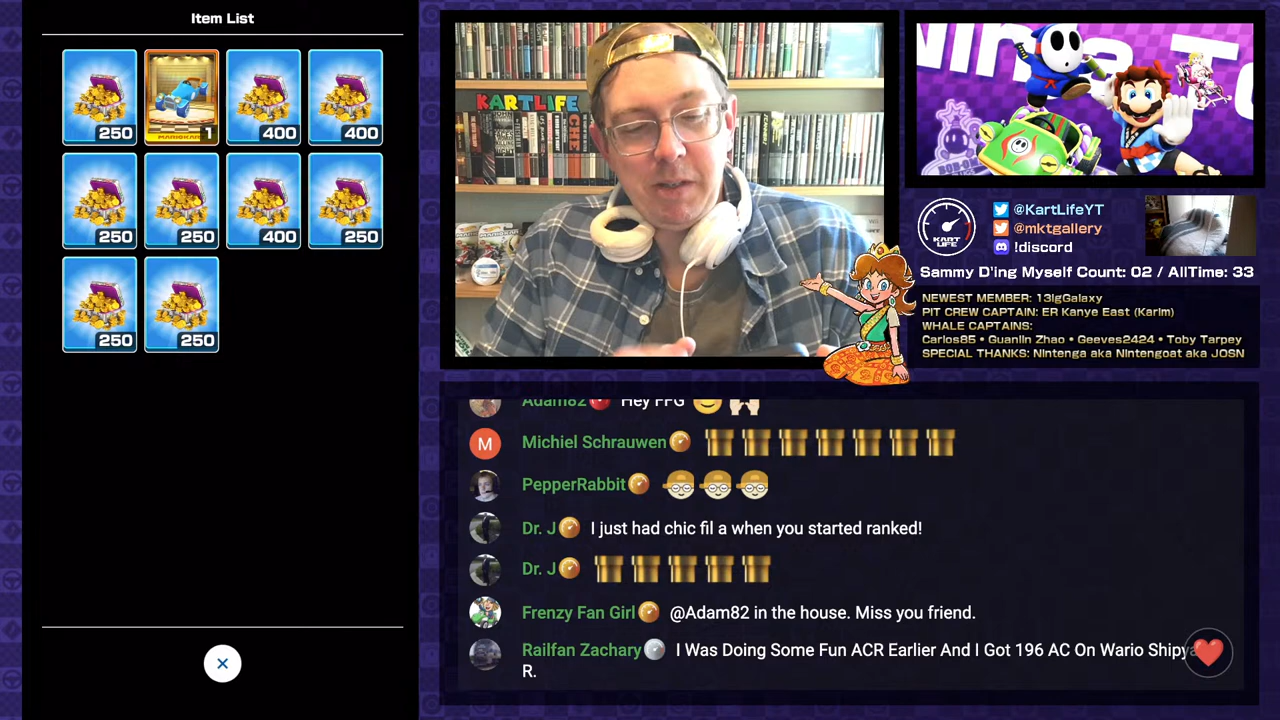 Item List
250
1
400
400
250
250
400
250
250
250
MARIOKART
KARTLIFE
@KartLifeYT
@mktgallery
!discord
KART
LIFE
Sammy D'ing Myself Count: 02 / AllTime: 33
NEWEST MEMBER: 13lgGalaxy
PIT CREW CAPTAIN: ER Kanye East (Karim)
WHALE CAPTAINS:
Carlos85 • Guanlin Zhao • Geeves2424 • Toby Tarpey
SPECIAL THANKS: Nintenga aka Nintengoat aka JOSN
Adam82 Hey FFG
M
Michiel Schrauwen
PepperRabbit
Dr. J I just had chic fil a when you started ranked!
Dr. J
Frenzy Fan Girl @Adam82 in the house. Miss you friend.
Railfan Zachary I Was Doing Some Fun ACR Earlier And I Got 196 AC On Wario
R.